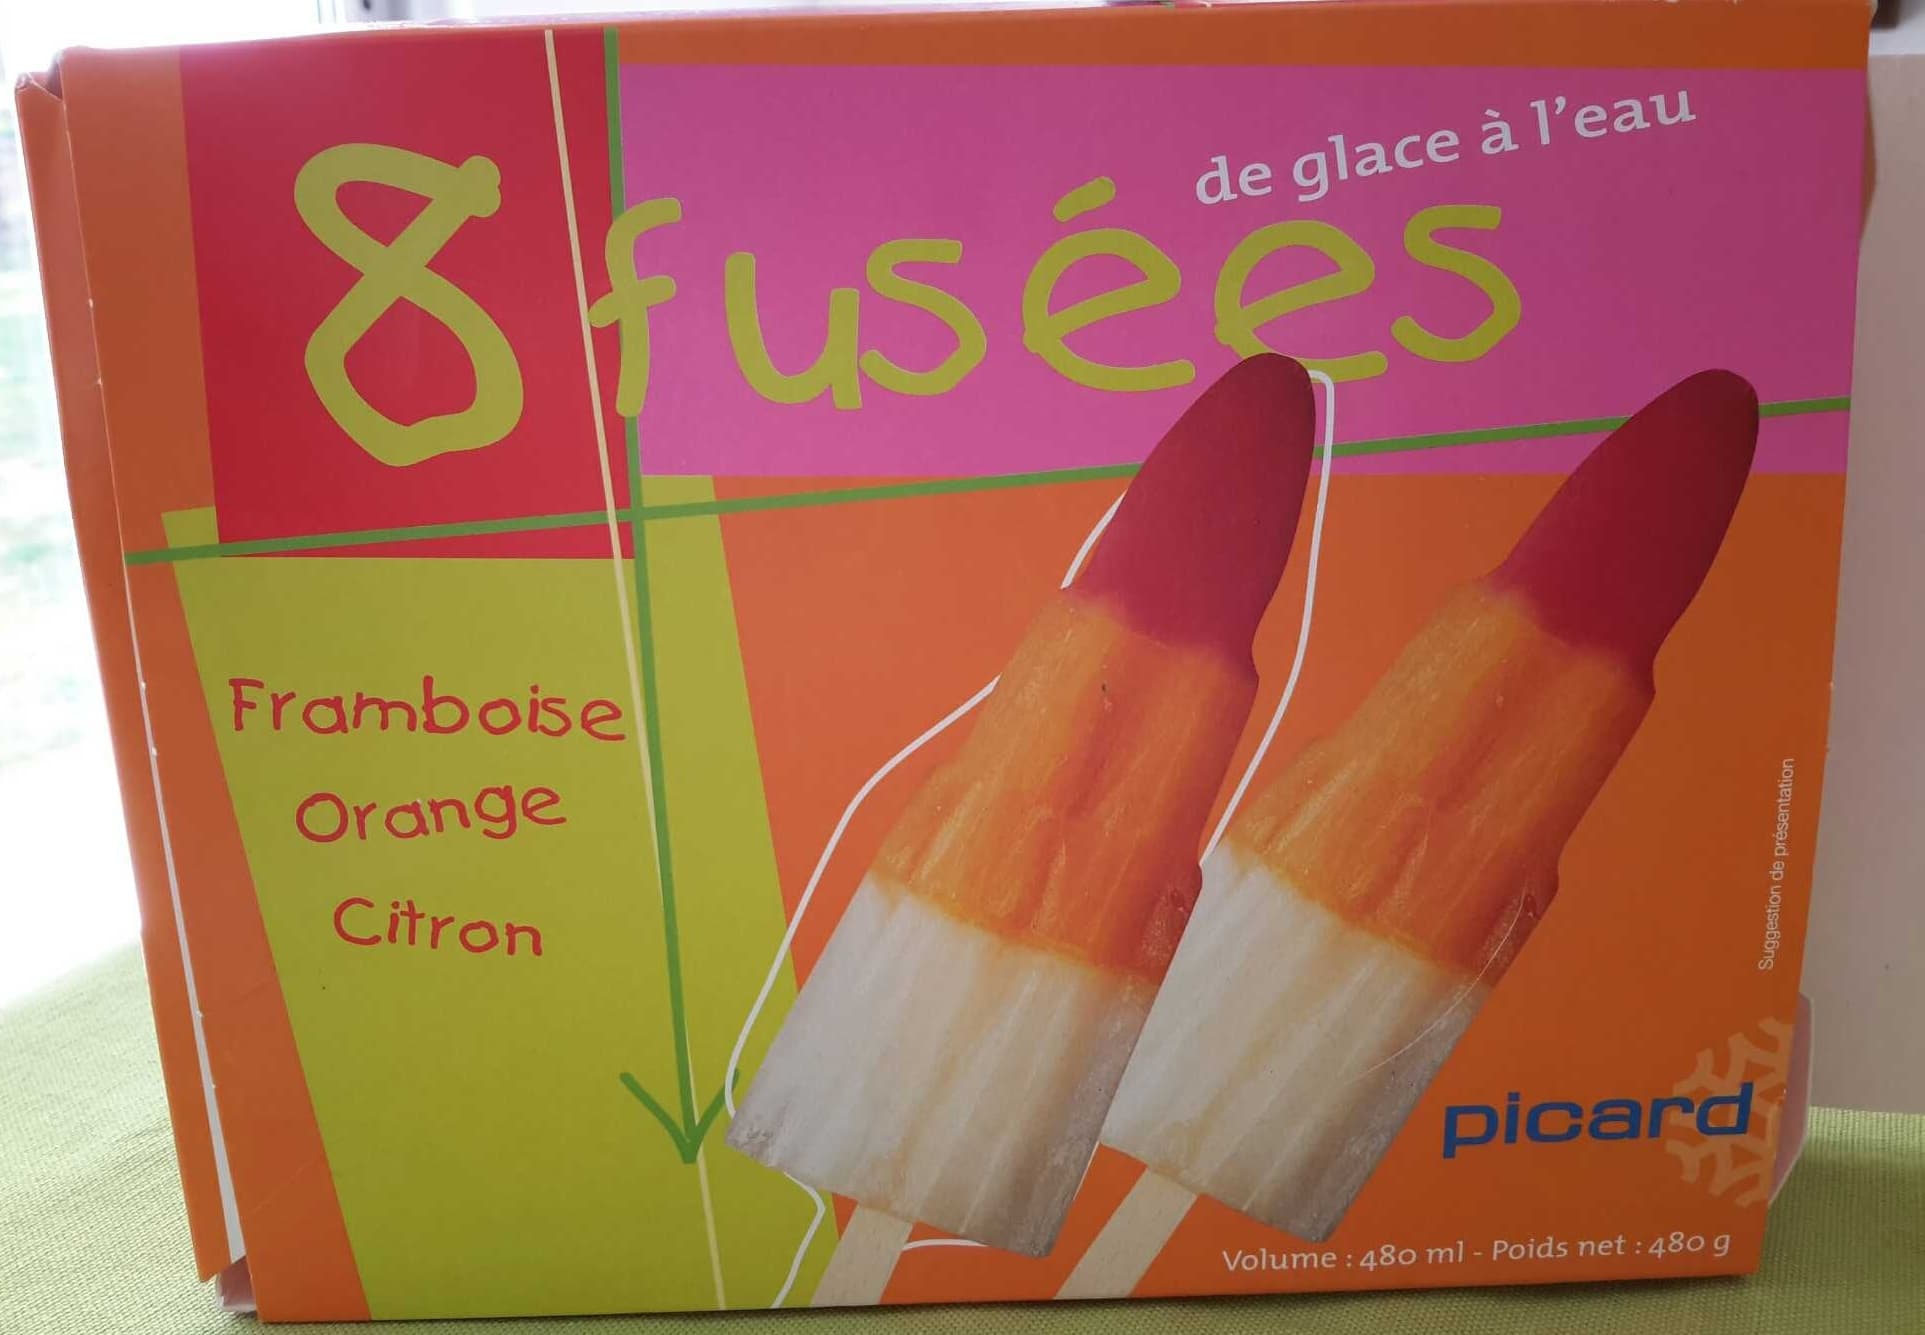 8 fusées
de glace à l'eau
Framboise
Orange
Citron
Suggestion de présentation
picard
Volume : 480 ml - Poids net : 480 g